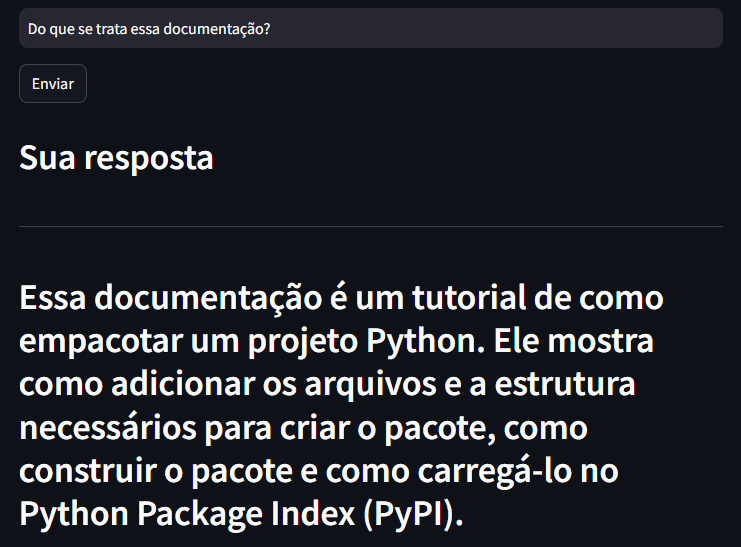 Do que se trata essa documentação?
Enviar
Sua resposta
Essa documentação é um tutorial de como
empacotar um projeto Python. Ele mostra
como adicionar os arquivos e a estrutura
necessários para criar o pacote, como
construir o pacote e como carregá-lo no
Python Package Index (PyPI).